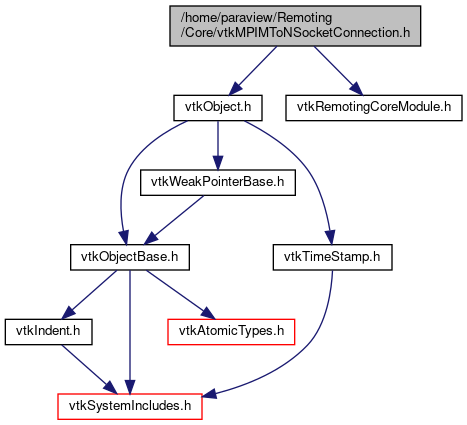 /home/paraview/Remoting
/Core/vtkMPIMToNSocketConnection.h
vtkObject.h
vtkRemotingCoreModule.h
vtkWeakPointerBase.h
vtkObjectBase.h
vtkTimeStamp.h
vtkIndent.h
vtkAtomicTypes.h
vtkSystemIncludes.h